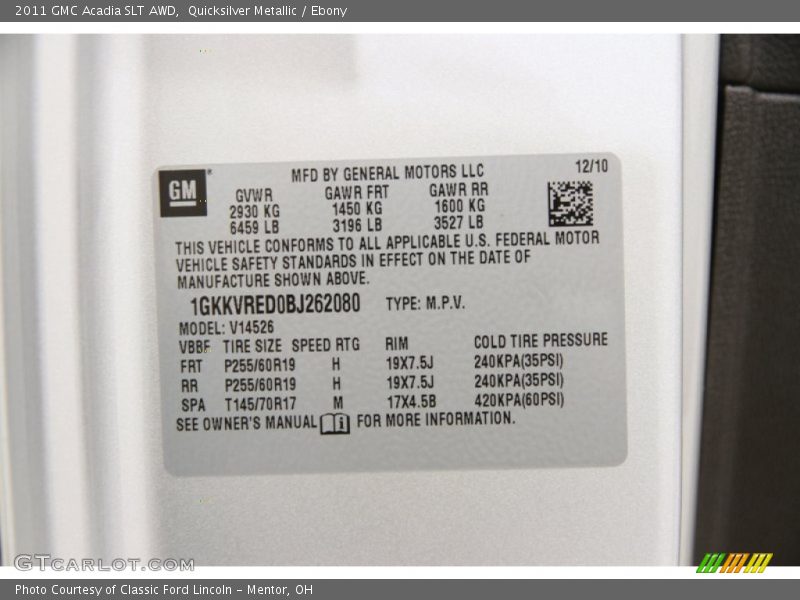 2011 GMC Acadia SLT AWD, Quicksilver Metallic / Ebony
MFD BY GENERAL MOTORS LLC 12/10
GM
GVWR GAWR FRT GAWR RR
2930 KG 1450 KG 1600 KG
6459 LB 3196 LB 3527 LB
THIS VEHICLE CONFORMS TO ALL APPLICABLE U.S. FEDERAL MOTOR
VEHICLE SAFETY STANDARDS IN EFFECT ON THE DATE OF
MANUFACTURE SHOWN ABOVE.
1GKKVRED0BJ262080 TYPE: M.P.V.
MODEL: V14526
VBBF TIRE SIZE SPEED RTG RIM COLD TIRE PRESSURE
FRT P255/60R19 H 19X7.5J 240KPA(35PSI)
RR P255/60R19 H 19X7.5J 240KPA(35PSI)
SPA T145/70R17 M 17X4.5B 420KPA(60PSI)
SEE OWNER'S MANUAL i FOR MORE INFORMATION.
GTCARLOT.COM
Photo Courtesy of Classic Ford Lincoln - Mentor, OH